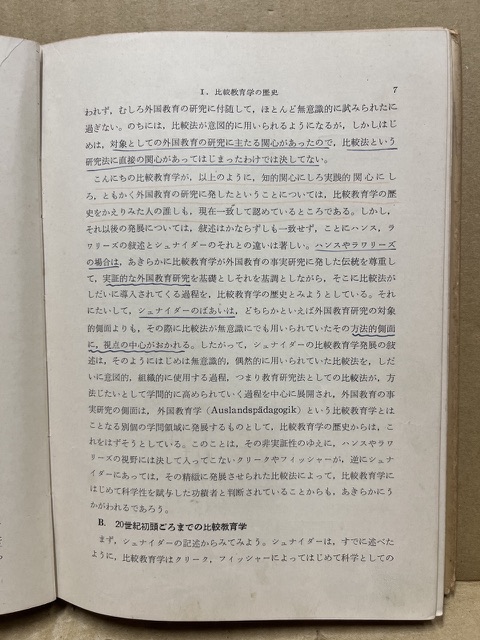 I. 比較教育学の歴史 7
われず，むしろ外国教育の研究に付随して，ほとんど無意識的に試みられたに
過ぎない。のちには，比較法が意図的に用いられるようになるが，しかしはじ
めは，対象としての外国教育の研究に主たる関心があったので，比較法という
研究法に直接の関心があってはじまったわけでは決してない。
こんにちの比較教育学が，以上のように，知的関心にしろ実践的関心にし
ろ，ともかく外国教育の研究に発したということについては，比較教育学の歴
史をかえりみた人の誰しも，現在一致して認めているところである。しかし，
それ以後の発展については，叙述はかならずしも一致せず，ことにハンス，ラ
ワリーズの叙述とシュナイダーのそれとの違いは著しい。ハンスやラワリーズ
の場合は，あきらかに比較教育学が外国教育の事実研究に発した伝統を尊重し
て，実証的な外国教育研究を基礎としそれを基調としながら，そこに比較法が
しだいに導入されてくる過程を，比較教育学の歴史とみようとしている。それ
にたいして，シュナイダーのばあいは，どちらかといえば外国教育研究の対象
的側面よりも，その際に比較法が無意識にでも用いられていたその方法的側面
に，視点の中心がおかれる。したがって，シュナイダーの比較教育学発展の叙
述は，そのようにはじめは無意識的，偶然的に用いられていた比較法を，しだ
いに意図的，組織的に使用する過程，つまり教育研究法としての比較法が，方
法じたいとして学問的に高められていく過程を中心に展開され，外国教育の事
実研究の側面は，外国教育学（Auslandspädagogik）という比較教育学とは
ことなる別個の学問領域に発展するものとして，比較教育学の歴史からは，こ
れをはずそうとしている。このことは，その非実証性のゆえに，ハンスやラワ
リーズの視野には決して入ってこないクリークやフィッシャーが，逆にシュナ
イダーにあっては，その精緻に発展させられた比較法によって，比較教育学に
はじめて科学性を賦与した功績者と判断されていることからも，あきらかにう
かがわれるであろう。
B. 20世紀初頭ごろまでの比較教育学
まず，シュナイダーの記述からみてみよう。シュナイダーは，すでに述べた
ように，比較教育学はクリーク，フィッシャーによってはじめて科学としての